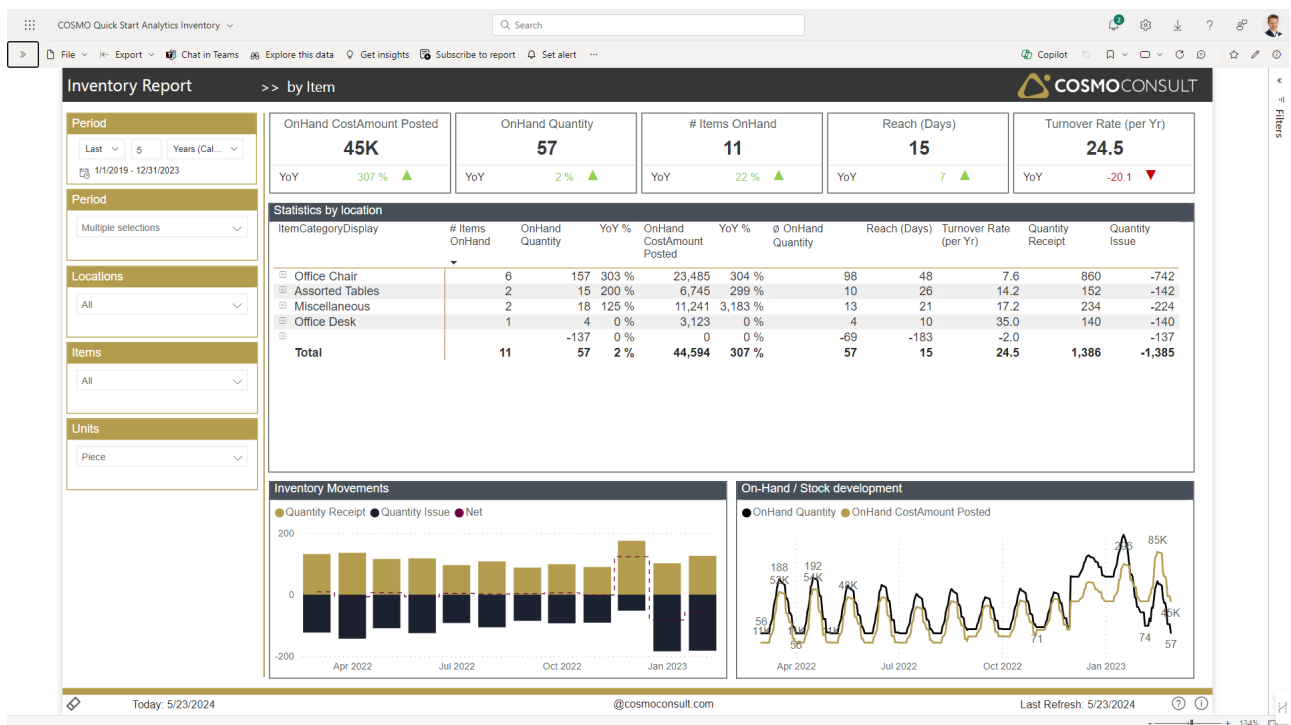 COSMO Quick Start Analytics Inventory
Search
2
File
Export
Chat in Teams
Explore this data
Get insights
Subscribe to report
Set alert
...
Copilot
Inventory Report
>> by Item
COSMOCONSULT
Filters
Period
Last
5
Years (Cal...
1/1/2019 - 12/31/2023
Period
Multiple selections
Locations
All
Items
All
Units
Piece
OnHand CostAmount Posted
45K
YoY 307 %
OnHand Quantity
57
YoY 2 %
# Items OnHand
11
YoY 22 %
Reach (Days)
15
YoY 7
Turnover Rate (per Yr)
24.5
YoY -20.1
Statistics by location
ItemCategoryDisplay # Items OnHand OnHand Quantity YoY % OnHand CostAmount Posted YoY % ø OnHand Quantity Reach (Days) Turnover Rate (per Yr) Quantity Receipt Quantity Issue
Office Chair 6 157 303 % 23,485 304 % 98 48 7.6 860 -742
Assorted Tables 2 15 200 % 6,745 299 % 10 26 14.2 152 -142
Miscellaneous 2 18 125 % 11,241 3,183 % 13 21 17.2 234 -224
Office Desk 1 4 0 % 3,123 0 % 4 10 35.0 140 -140
-137 0 % 0 0 % -69 -183 -2.0 -137
Total 11 57 2 % 44,594 307 % 57 15 24.5 1,386 -1,385
Inventory Movements
Quantity Receipt Quantity Issue Net
200
0
-200
Apr 2022 Jul 2022 Oct 2022 Jan 2023
On-Hand / Stock development
OnHand Quantity OnHand CostAmount Posted
188
192
54K
48K
296
85K
56
11K
56
71
74
45K
57
Apr 2022 Jul 2022 Oct 2022 Jan 2023
Today: 5/23/2024
@cosmoconsult.com
Last Refresh: 5/23/2024
134%